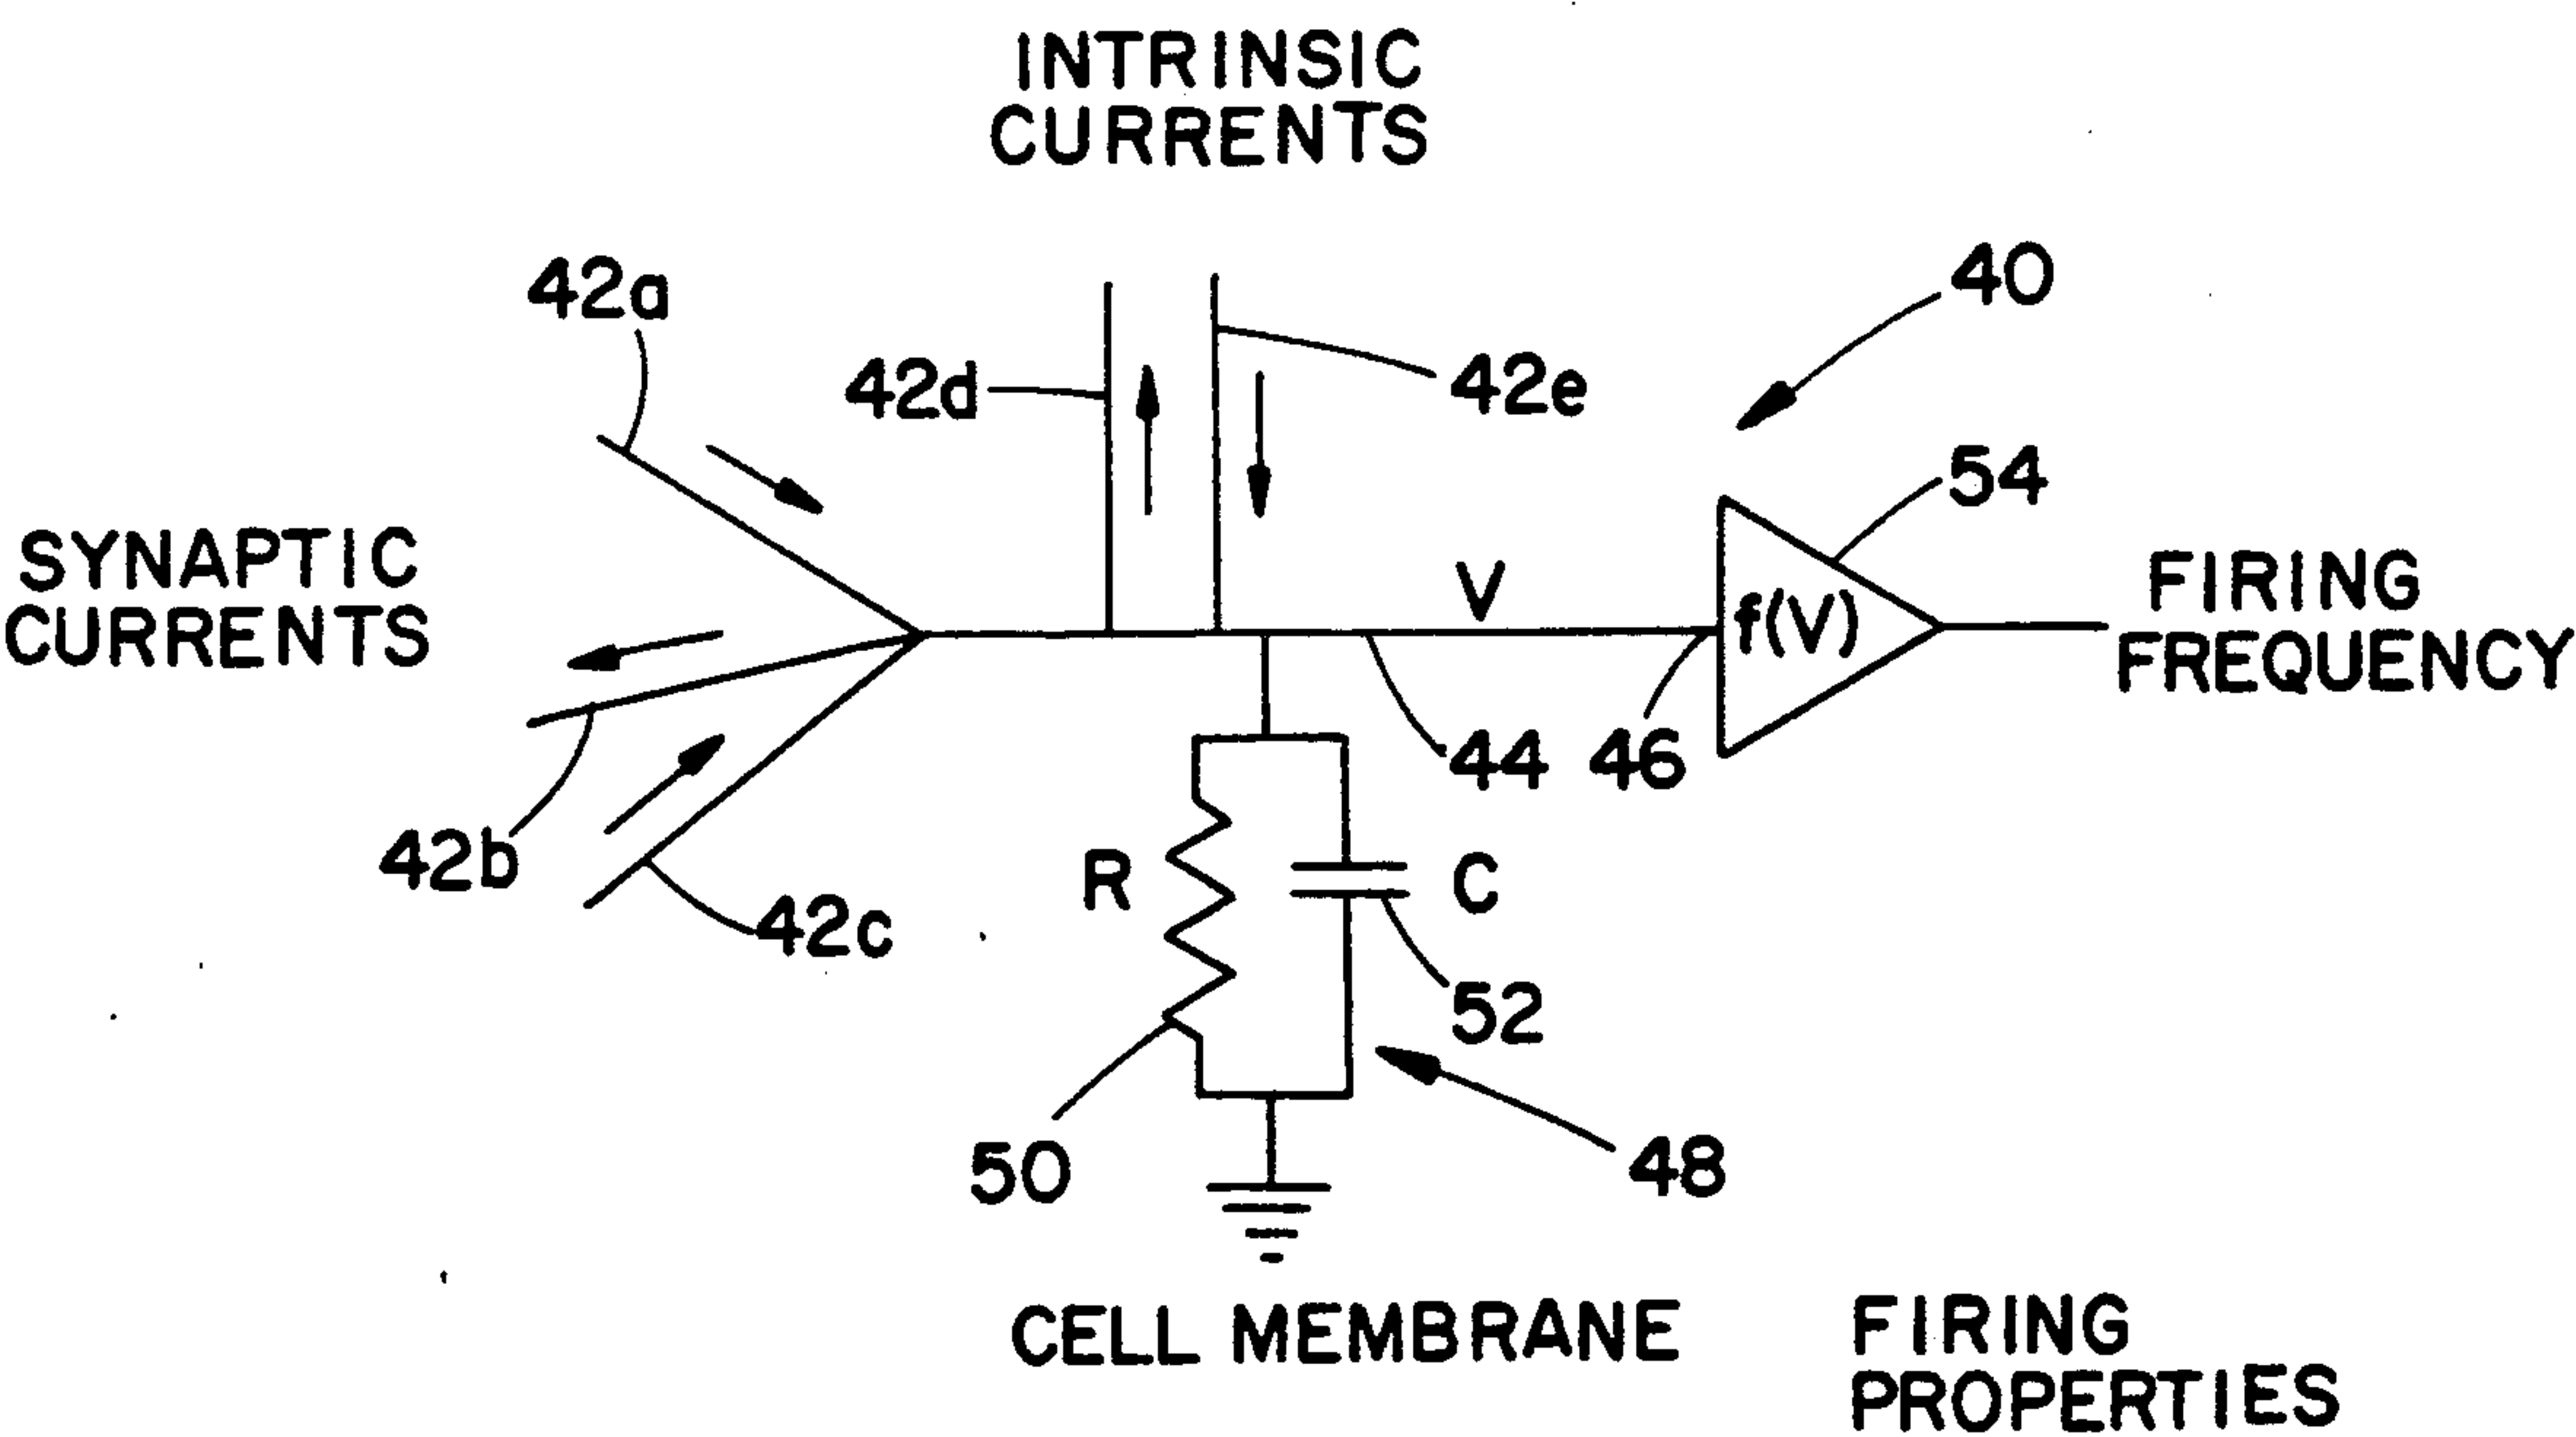 INTRINSIC
CURRENTS
42a
40
42d
42e
54
SYNAPTIC
CURRENTS
V
f(V)
FIRING
FREQUENCY
44
46
42b
R
C
42c
52
50
48
CELL MEMBRANE
FIRING
PROPERTIES